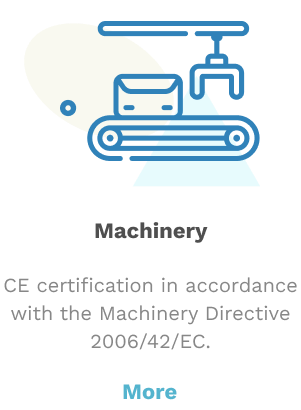 Machinery
CE certification in accordance
with the Machinery Directive
2006/42/EC.
More